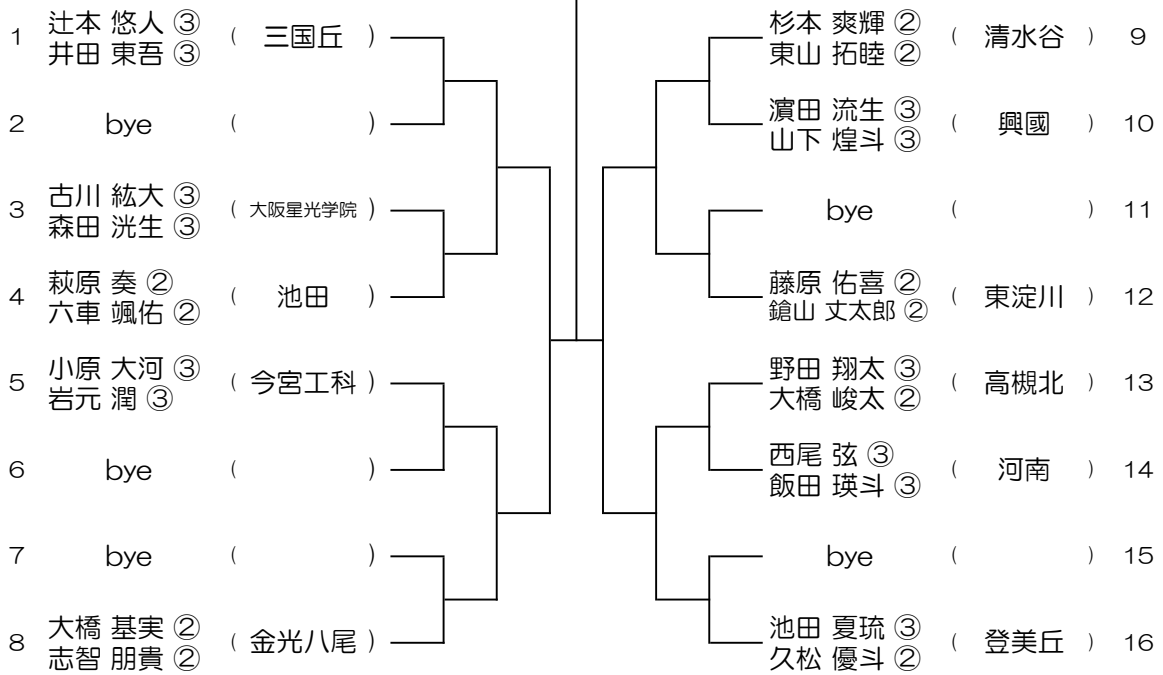 1 辻本 悠人 ③ ( 三国丘 )
井田 東吾 ③
2 bye ( )
3 古川 紘大 ③ ( 大阪星光学院 )
森田 洸生 ③
4 萩原 奏 ② ( 池田 )
六車 颯佑 ②
5 小原 大河 ③ ( 今宮工科 )
岩元 潤 ③
6 bye ( )
7 bye ( )
8 大橋 基実 ② ( 金光八尾 )
志智 朋貴 ②
杉本 爽輝 ② ( 清水谷 ) 9
東山 拓睦 ②
濵田 流生 ③ ( 興國 ) 10
山下 煌斗 ③
bye ( ) 11
藤原 佑喜 ② ( 東淀川 ) 12
鎗山 丈太郎 ②
野田 翔太 ③ ( 高槻北 ) 13
大橋 峻太 ②
西尾 弦 ③ ( 河南 ) 14
飯田 瑛斗 ③
bye ( ) 15
池田 夏琉 ③ ( 登美丘 ) 16
久松 優斗 ②